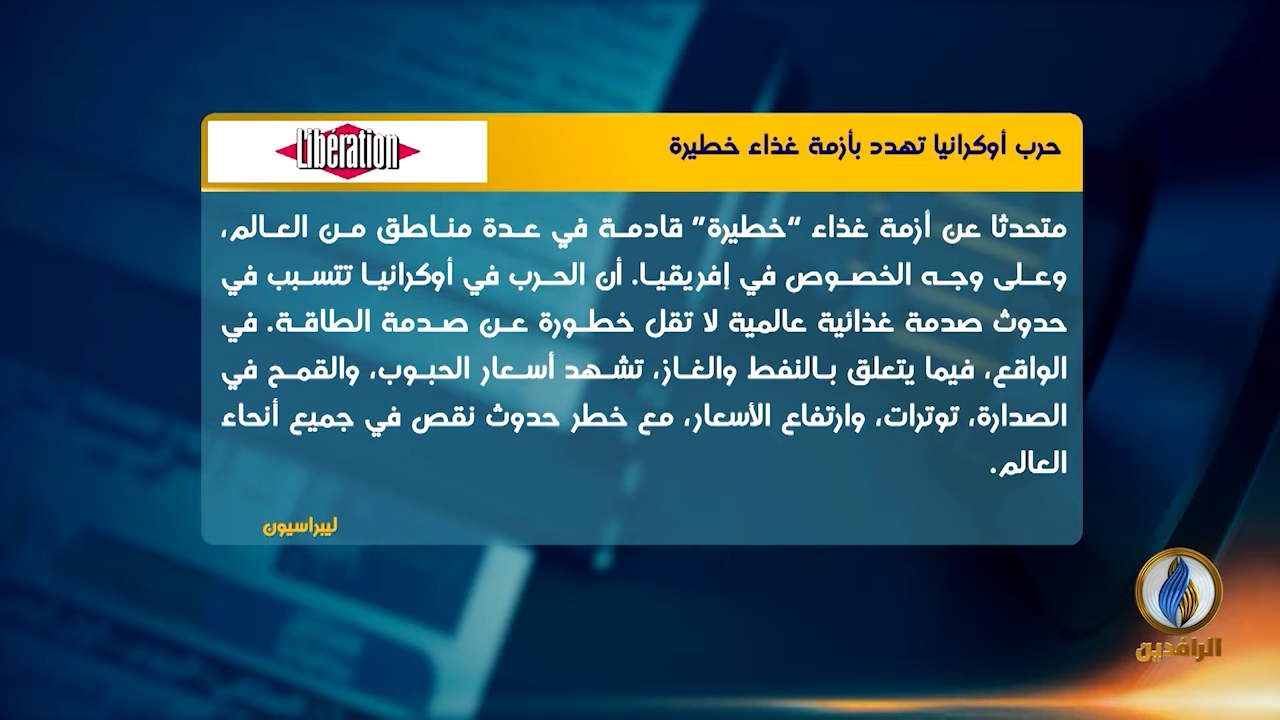 حرب أوكرانيا تهدد بأزمة غذاء خطيرة
Libération
متحدثا عن أزمة غذاء “خطيرة” قادمة في عدة مناطق من العالم،
وعلى وجه الخصوص في إفريقيا. أن الحرب في أوكرانيا تتسبب في
حدوث صدمة غذائية عالمية لا تقل خطورة عن صدمة الطاقة. في
الواقع، فيما يتعلق بالنفط والغاز، تشهد أسعار الحبوب، والقمح في
الصدارة، توترات، وارتفاع الأسعار، مع خطر حدوث نقص في جميع أنحاء
العالم.
ليبراسيون
الرافدين